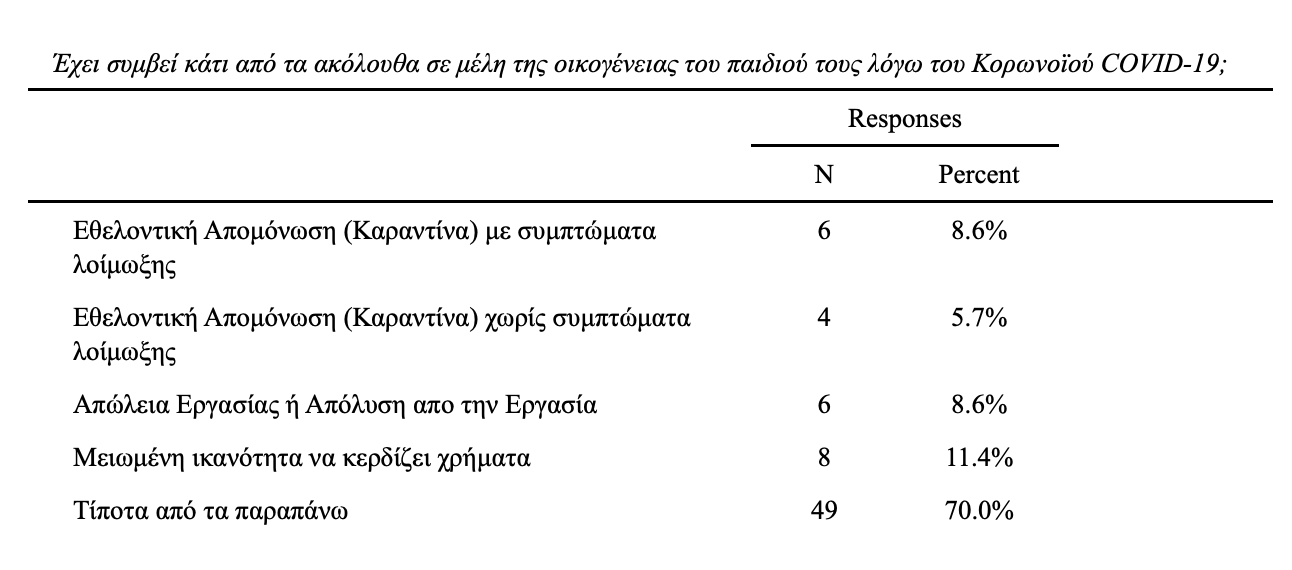 Έχει συμβεί κάτι από τα ακόλουθα σε μέλη της οικογένειας του παιδιού τους λόγω του Κορωνοϊού COVID-19;
Responses
N Percent
Εθελοντική Απομόνωση (Καραντίνα) με συμπτώματα 6 8.6%
λοίμωξης
Εθελοντική Απομόνωση (Καραντίνα) χωρίς συμπτώματα 4 5.7%
λοίμωξης
Απώλεια Εργασίας ή Απόλυση απο την Εργασία 6 8.6%
Μειωμένη ικανότητα να κερδίζει χρήματα 8 11.4%
Τίποτα από τα παραπάνω 49 70.0%